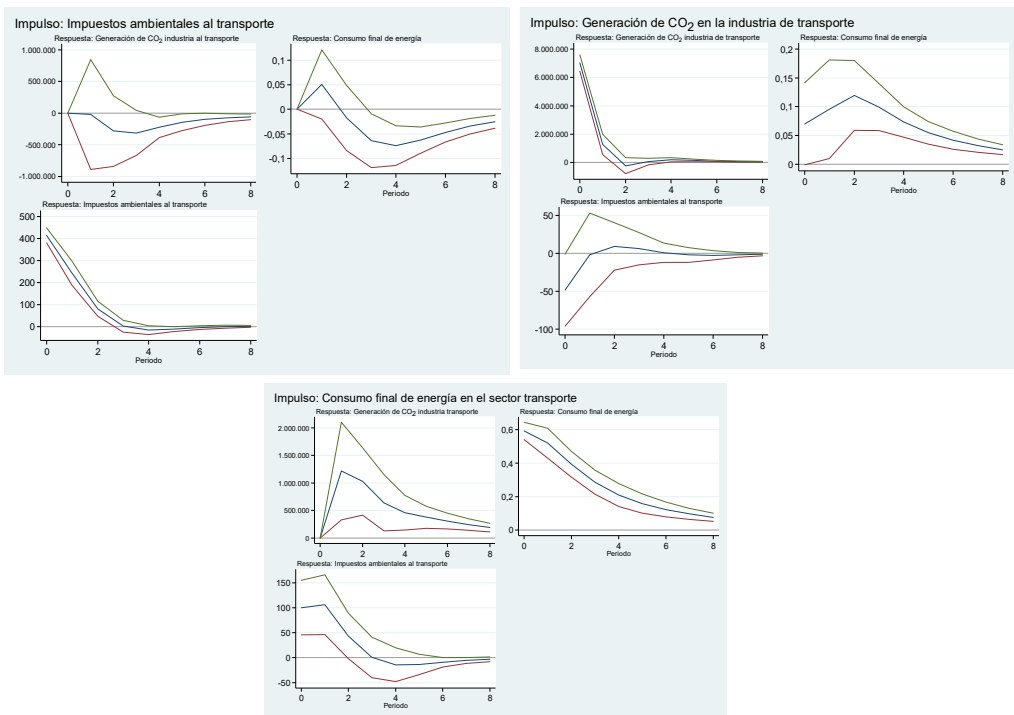 Impulso: Impuestos ambientales al transporte
Respuesta: Generación de CO2 industria al transporte
1.000.000
500.000
0
-500.000
-1.000.000
0 2 4 6 8
Respuesta: Consumo final de energía
0,1
0,05
0
-0,05
-0,1
0 2 4 6 8
Periodo
Respuesta: Impuestos ambientales al transporte
500
400
300
200
100
0
0 2 4 6 8
Periodo
Impulso: Generación de CO2 en la industria de transporte
Respuesta: Generación de CO2 industria de transporte
8.000.000
6.000.000
4.000.000
2.000.000
0
0 2 4 6 8
Respuesta: Consumo final de energía
0,2
0,15
0,1
0,05
0
0 2 4 6 8
Periodo
Respuesta: Impuestos ambientales al transporte
50
0
-50
-100
0 2 4 6 8
Periodo
Impulso: Consumo final de energía en el sector transporte
Respuesta: Generación de CO2 industria transporte
2.000.000
1.500.000
1.000.000
500.000
0
0 2 4 6 8
Respuesta: Consumo final de energía
0,6
0,4
0,2
0
0 2 4 6 8
Periodo
Respuesta: Impuestos ambientales al transporte
150
100
50
0
-50
0 2 4 6 8
Periodo